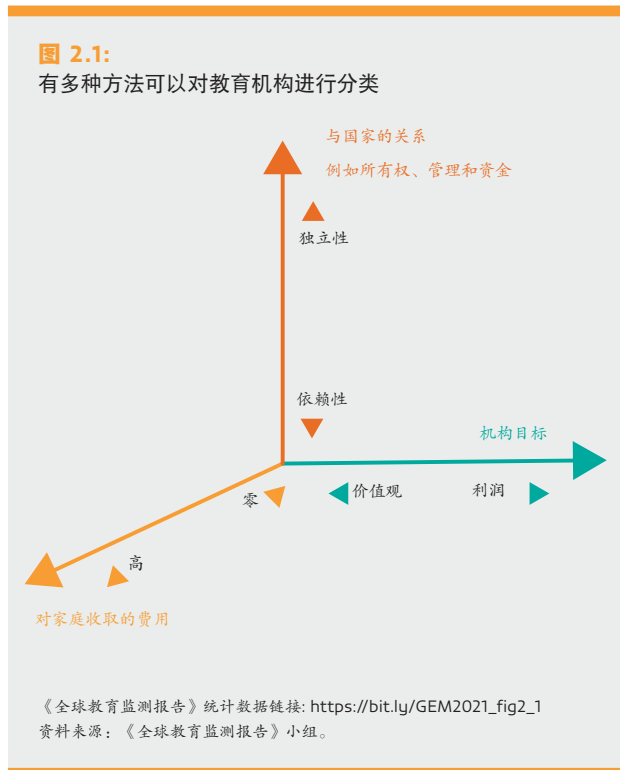 图 2.1:
有多种方法可以对教育机构进行分类
与国家的关系
例如所有权、管理和资金
独立性
依赖性
机构目标
零
价值观
利润
高
对家庭收取的费用
《全球教育监测报告》统计数据链接: https://bit.ly/GEM2021_fig2_1
资料来源：《全球教育监测报告》小组。